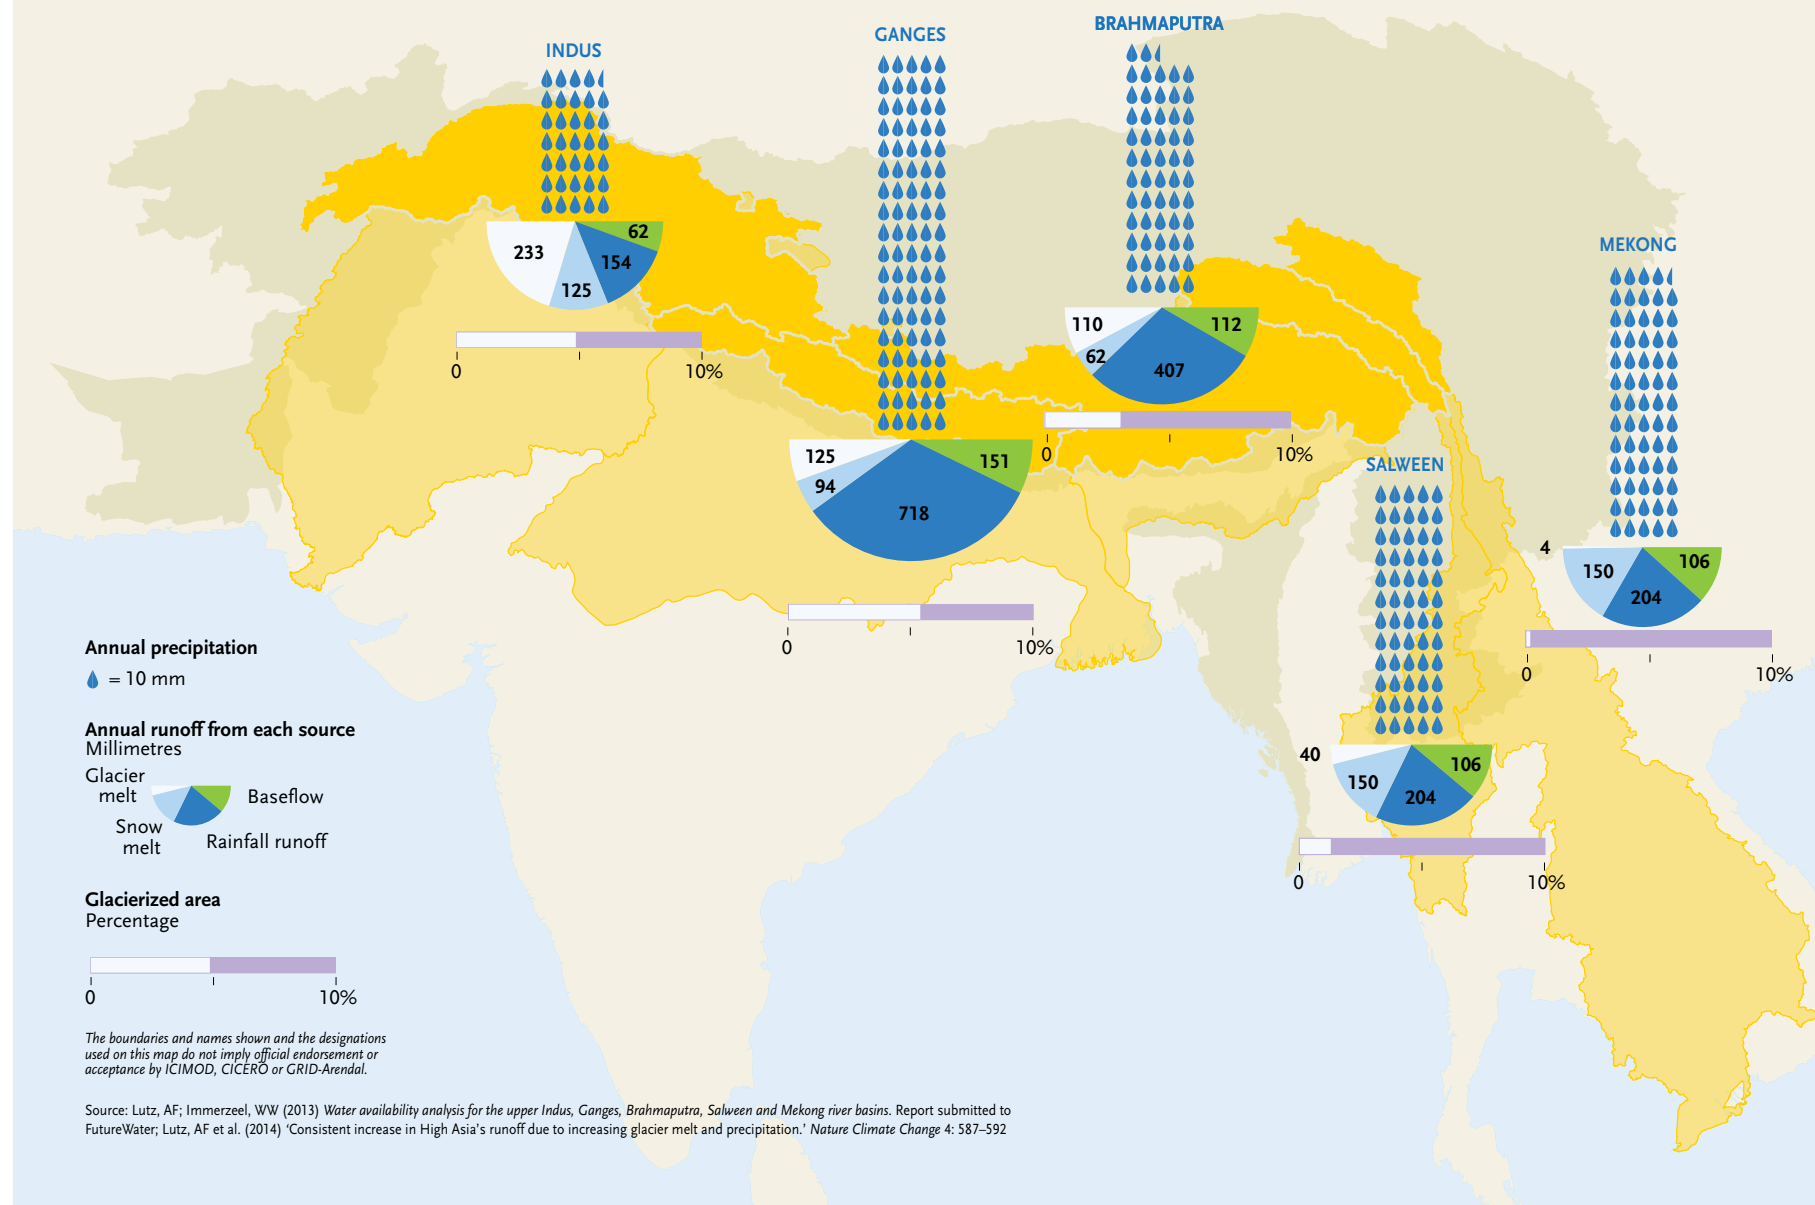 INDUS
GANGES
BRAHMAPUTRA
MEKONG
SALWEEN
233
125
154
62
0
10%
125
94
718
151
0
10%
110
62
407
112
0
10%
4
150
204
106
0
10%
40
150
204
106
0
10%
Annual precipitation
= 10 mm
Annual runoff from each source
Millimetres
Glacier
melt
Baseflow
Snow
melt
Rainfall runoff
Glacierized area
Percentage
0
10%
The boundaries and names shown and the designations
used on this map do not imply official endorsement or
acceptance by ICIMOD, CICERO or GRID-Arendal.
Source: Lutz, AF; Immerzeel, WW (2013) Water availability analysis for the upper Indus, Ganges, Brahmaputra, Salween and Mekong river basins. Report submitted to
FutureWater; Lutz, AF et al. (2014) ‘Consistent increase in High Asia’s runoff due to increasing glacier melt and precipitation.’ Nature Climate Change 4: 587–592